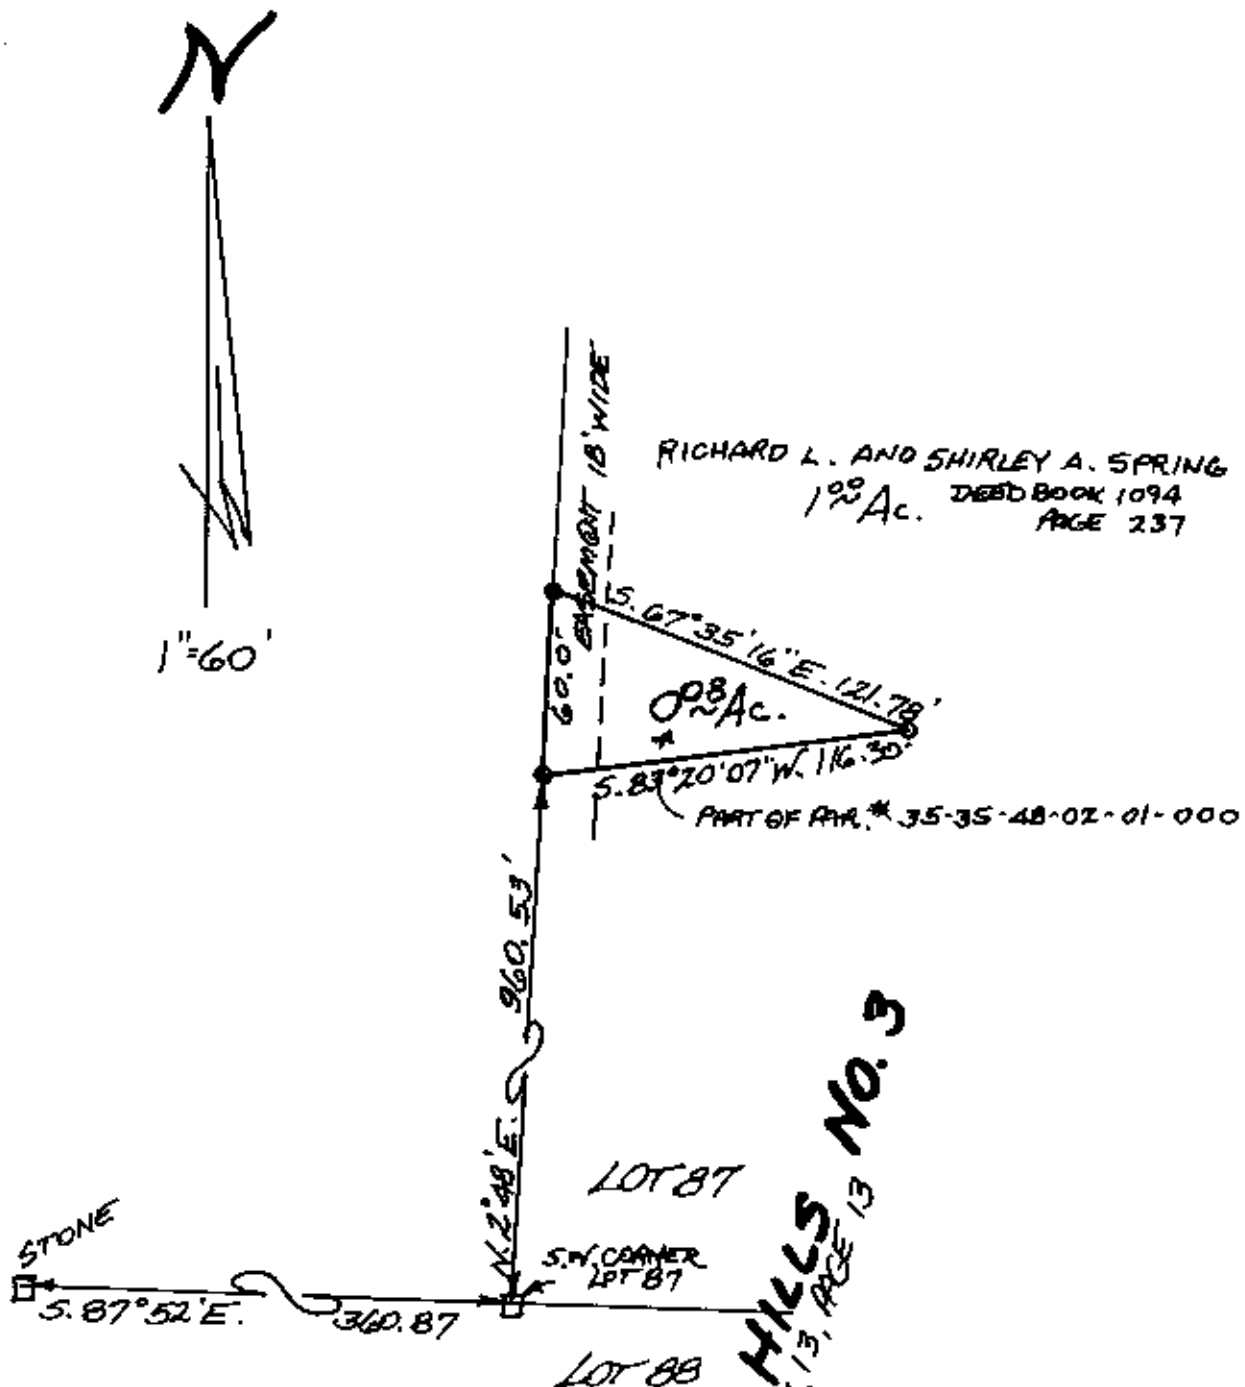 N
1"=60'
EASEMENT 18' WIDE
RICHARD L. AND SHIRLEY A. SPRING
1.00 Ac. DEED BOOK 1094
PAGE 237
S. 67°35'16" E. 121.78'
60.0'
0.08 Ac.
*
S. 83°20'07" W. 116.30'
PART OF PAR. * 35-35-48-02-01-000
N. 2°48' E. 960.53'
LOT 87
STONE
S.W. CORNER
LOT 87
S. 87°52' E. 360.87
LOT 88
HILLS NO. 3
13, PAGE 13